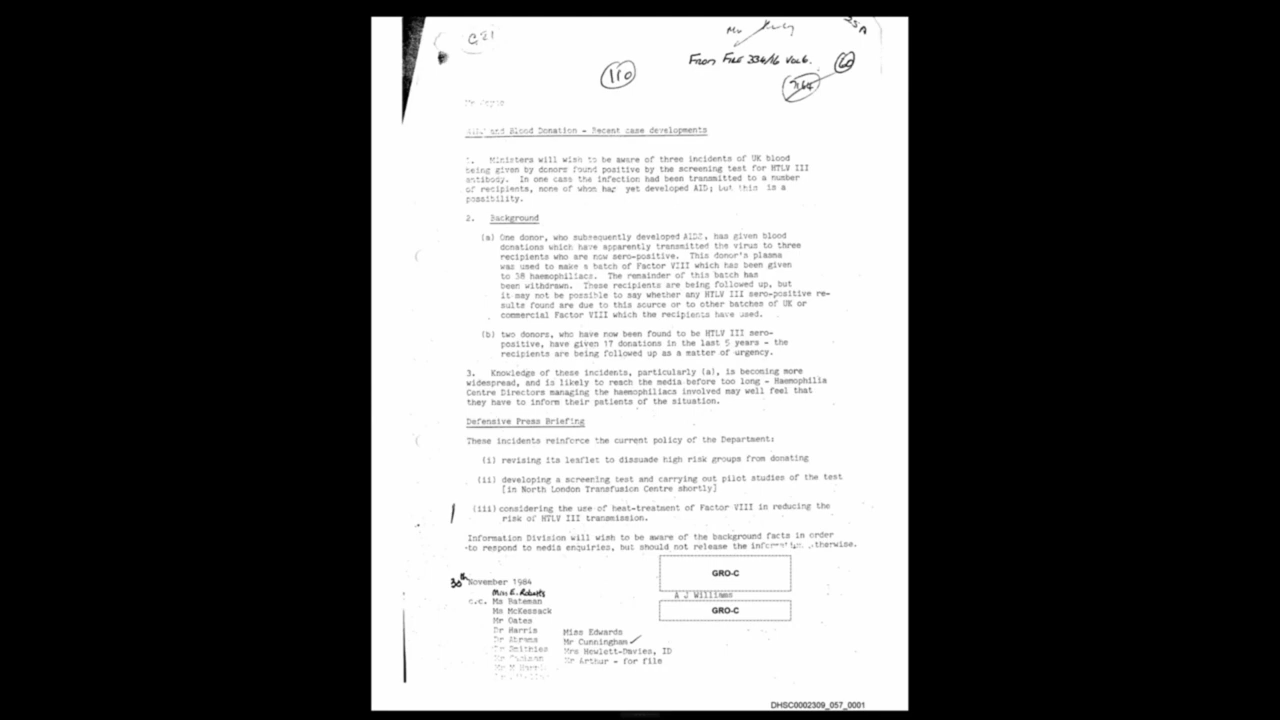 GEI
25A
Mr
From File 334/16 Vol 6.
60
110
AIDS and Blood Donation - Recent case developments
1. Ministers will wish to be aware of three incidents of UK blood
being given by donors found positive by the screening test for HTLV III
antibody. In one case the infection had been transmitted to a number
of recipients, none of whom has yet developed AIDS but this is a
possibility.
2. Background
(a) One donor, who subsequently developed AIDS, has given blood
donations which have apparently transmitted the virus to three
recipients who are now sero-positive. This donor's plasma
was used to make a batch of Factor VIII which has been given
to 38 haemophiliacs. The remainder of this batch has
been withdrawn. These recipients are being followed up, but
it may not be possible to say whether any HTLV III sero-positive re-
sults found are due to this source or to other batches of UK or
commercial Factor VIII which the recipients have used.
(b) two donors, who have now been found to be HTLV III sero-
positive, have given 17 donations in the last 5 years - the
recipients are being followed up as a matter of urgency.
3. Knowledge of these incidents, particularly (a), is becoming more
widespread, and is likely to reach the media before too long - Haemophilia
Centre Directors managing the haemophiliacs involved may well feel that
they have to inform their patients of the situation.
Defensive Press Briefing
These incidents reinforce the current policy of the Department:
(i) revising its leaflet to dissuade high risk groups from donating
(ii) developing a screening test and carrying out pilot studies of the test
[in North London Transfusion Centre shortly]
(iii) considering the use of heat-treatment of Factor VIII in reducing the
risk of HTLV III transmission.
Information Division will wish to be aware of the background facts in order
to respond to media enquiries, but should not release the information otherwise.
GRO-C
A J Williams
GRO-C
30th November 1984
Miss E. Roberts
c.c. Ms Bateman
Ms McKessack
Mr Oates
Dr Harris
Dr Abrams
Dr Smithies
Miss Edwards
Mr Cunningham
Mrs Hewlett-Davies, ID
Mr Arthur - for file
DHSC0002309_057_0001